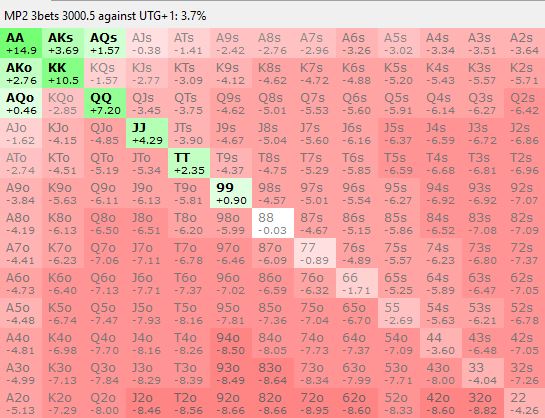 MP2 3bets 3000.5 against UTG+1: 3.7%
AA AKs AQs AJs ATs A9s A8s A7s A6s A5s A4s A3s A2s
+14.9 +3.69 +1.57 -0.38 -1.41 -2.42 -2.76 -2.96 -3.26 -3.02 -3.34 -3.51 -3.64
AKo KK KQs KJs KTs K9s K8s K7s K6s K5s K4s K3s K2s
+2.76 +10.5 -1.57 -2.77 -3.09 -4.12 -4.62 -4.72 -4.88 -5.20 -5.43 -5.57 -5.71
AQo KQo QQ QJs QTs Q9s Q8s Q7s Q6s Q5s Q4s Q3s Q2s
+0.46 -2.85 +7.20 -3.45 -3.75 -4.62 -5.01 -5.53 -5.60 -5.91 -6.14 -6.27 -6.42
AJo KJo QJo JJ JTs J9s J8s J7s J6s J5s J4s J3s J2s
-1.62 -4.15 -4.85 +4.29 -3.90 -4.67 -5.04 -5.60 -6.16 -6.37 -6.59 -6.72 -6.86
ATo KTo QTo JTo TT T9s T8s T7s T6s T5s T4s T3s T2s
-2.74 -4.51 -5.19 -5.34 +2.35 -4.37 -4.75 -5.29 -5.85 -6.59 -6.68 -6.81 -6.96
A9o K9o Q9o J9o T9o 99 98s 97s 96s 95s 94s 93s 92s
-3.84 -5.63 -6.11 -6.13 -5.81 +0.90 -4.57 -5.01 -5.54 -6.27 -6.92 -6.92 -7.07
A8o K8o Q8o J8o T8o 98o 88 87s 86s 85s 84s 83s 82s
-4.19 -6.13 -6.50 -6.51 -6.20 -5.99 -0.03 -4.67 -5.15 -5.86 -6.52 -7.08 -7.09
A7o K7o Q7o J7o T7o 97o 87o 77 76s 75s 74s 73s 72s
-4.41 -6.23 -7.06 -7.11 -6.78 -6.46 -6.09 -0.89 -4.89 -5.57 -6.23 -6.80 -7.37
A6o K6o Q6o J6o T6o 96o 86o 76o 66 65s 64s 63s 62s
-4.73 -6.40 -7.13 -7.71 -7.37 -7.02 -6.59 -6.32 -1.71 -5.25 -5.89 -6.47 -7.05
A5o K5o Q5o J5o T5o 95o 85o 75o 65o 55 54s 53s 52s
-4.48 -6.74 -7.47 -7.93 -8.16 -7.81 -7.36 -7.04 -6.70 -2.69 -5.63 -6.21 -6.78
A4o K4o Q4o J4o T4o 94o 84o 74o 64o 54o 44 43s 42s
-4.81 -6.98 -7.70 -8.16 -8.26 -8.50 -8.05 -7.73 -7.37 -7.09 -3.60 -6.48 -7.05
A3o K3o Q3o J3o T3o 93o 83o 73o 63o 53o 43o 33 32s
-4.99 -7.13 -7.84 -8.29 -8.39 -8.49 -8.64 -8.34 -7.99 -7.71 -8.00 -4.04 -7.26
A2o K2o Q2o J2o T2o 92o 82o 72o 62o 52o 42o 32o 22
-5.13 -7.29 -8.00 -8.46 -8.56 -8.66 -8.66 -8.95 -8.60 -8.33 -8.60 -8.82 -4.28